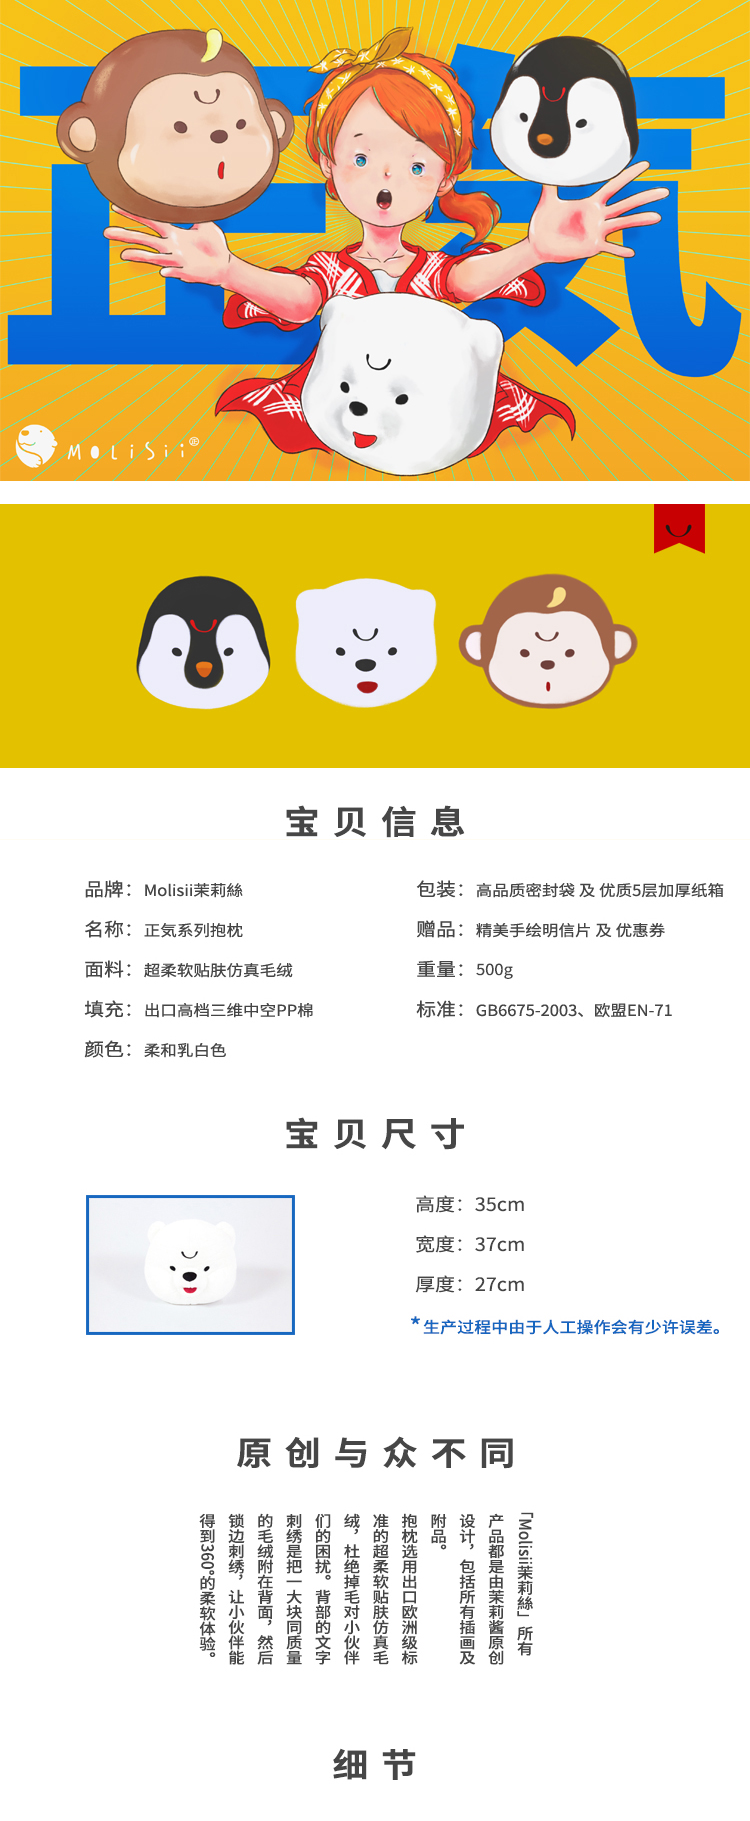 正気
MOLiSii®
宝贝信息
品牌：Molisii茉莉絲
包装：高品质密封袋 及 优质5层加厚纸箱
名称：正気系列抱枕
赠品：精美手绘明信片 及 优惠券
面料：超柔软贴肤仿真毛绒
重量：500g
填充：出口高档三维中空PP棉
标准：GB6675-2003、欧盟EN-71
颜色：柔和乳白色
宝贝尺寸
高度：35cm
宽度：37cm
厚度：27cm
*生产过程中由于人工操作会有少许误差。
原创与众不同
「Molisii茉莉絲」所有
产品都是由茉莉酱原创
设计，包括所有插画及
附品。
抱枕选用出口欧洲级标
准的超柔软贴肤仿真毛
绒，杜绝掉毛对小伙伴
们的困扰。背部的文字
刺绣是把一大块同质量
的毛绒附在背面，然后
锁边刺绣，让小伙伴能
得到360°的柔软体验。
细节